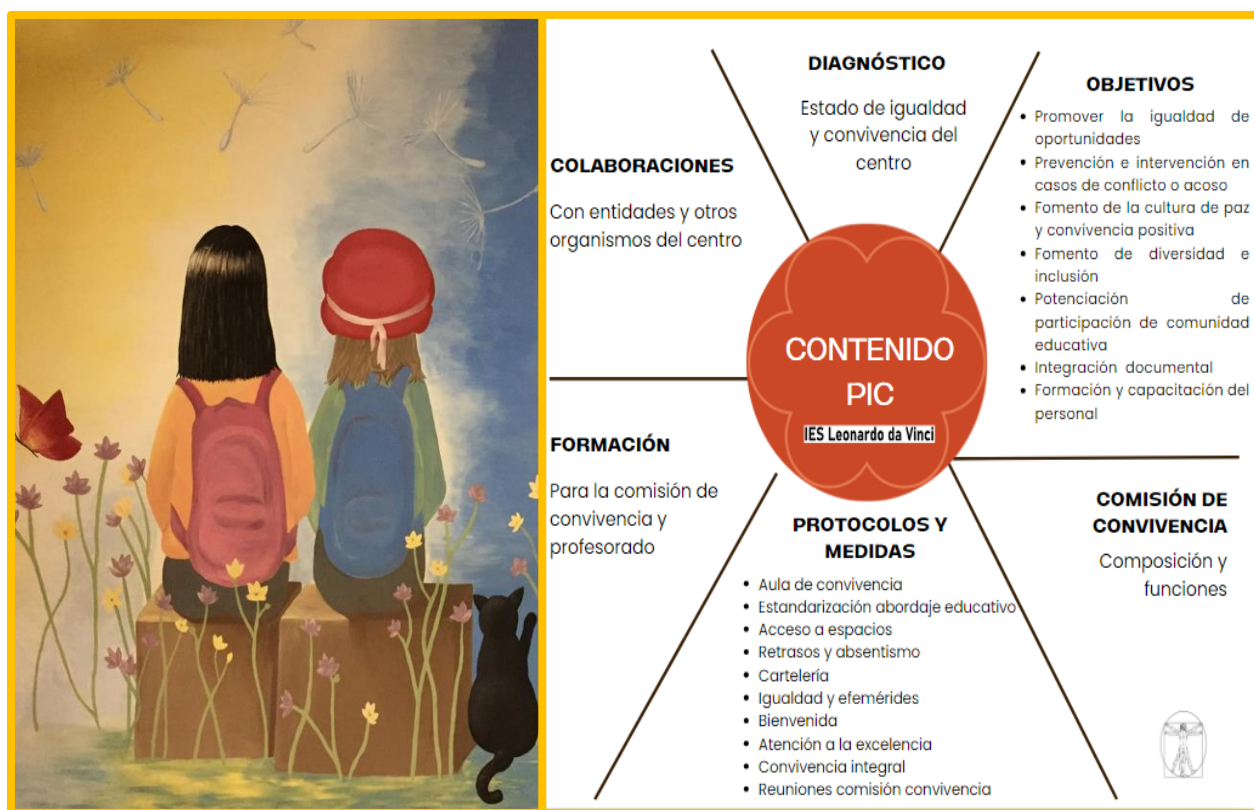 DIAGNÓSTICO
Estado de igualdad
y convivencia del
centro
OBJETIVOS
• Promover la igualdad de
oportunidades
• Prevención e intervención en
casos de conflicto o acoso
• Fomento de la cultura de paz
y convivencia positiva
• Fomento de diversidad e
inclusión
• Potenciación de
participación de comunidad
educativa
• Integración documental
• Formación y capacitación del
personal
COLABORACIONES
Con entidades y otros
organismos del centro
CONTENIDO
PIC
IES Leonardo da Vinci
FORMACIÓN
Para la comisión de
convivencia y
profesorado
PROTOCOLOS Y
MEDIDAS
• Aula de convivencia
• Estandarización abordaje educativo
• Acceso a espacios
• Retrasos y absentismo
• Cartelería
• Igualdad y efemérides
• Bienvenida
• Atención a la excelencia
• Convivencia integral
• Reuniones comisión convivencia
COMISIÓN DE
CONVIVENCIA
Composición y
funciones